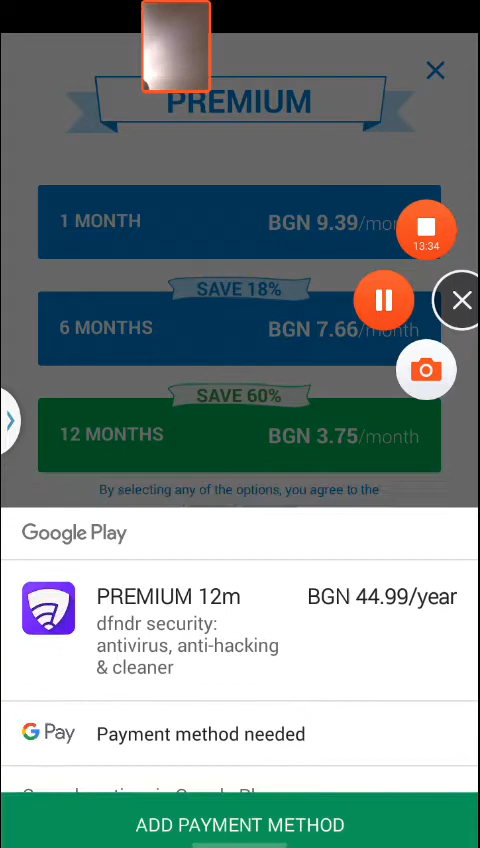 PREMIUM
1 MONTH BGN 9.39/mo
13:34
SAVE 18%
6 MONTHS BGN 7.66/month
SAVE 60%
12 MONTHS BGN 3.75/month
By selecting any of the options, you agree to the
Google Play
PREMIUM 12m BGN 44.99/year
dfndr security:
antivirus, anti-hacking
& cleaner
G Pay Payment method needed
ADD PAYMENT METHOD